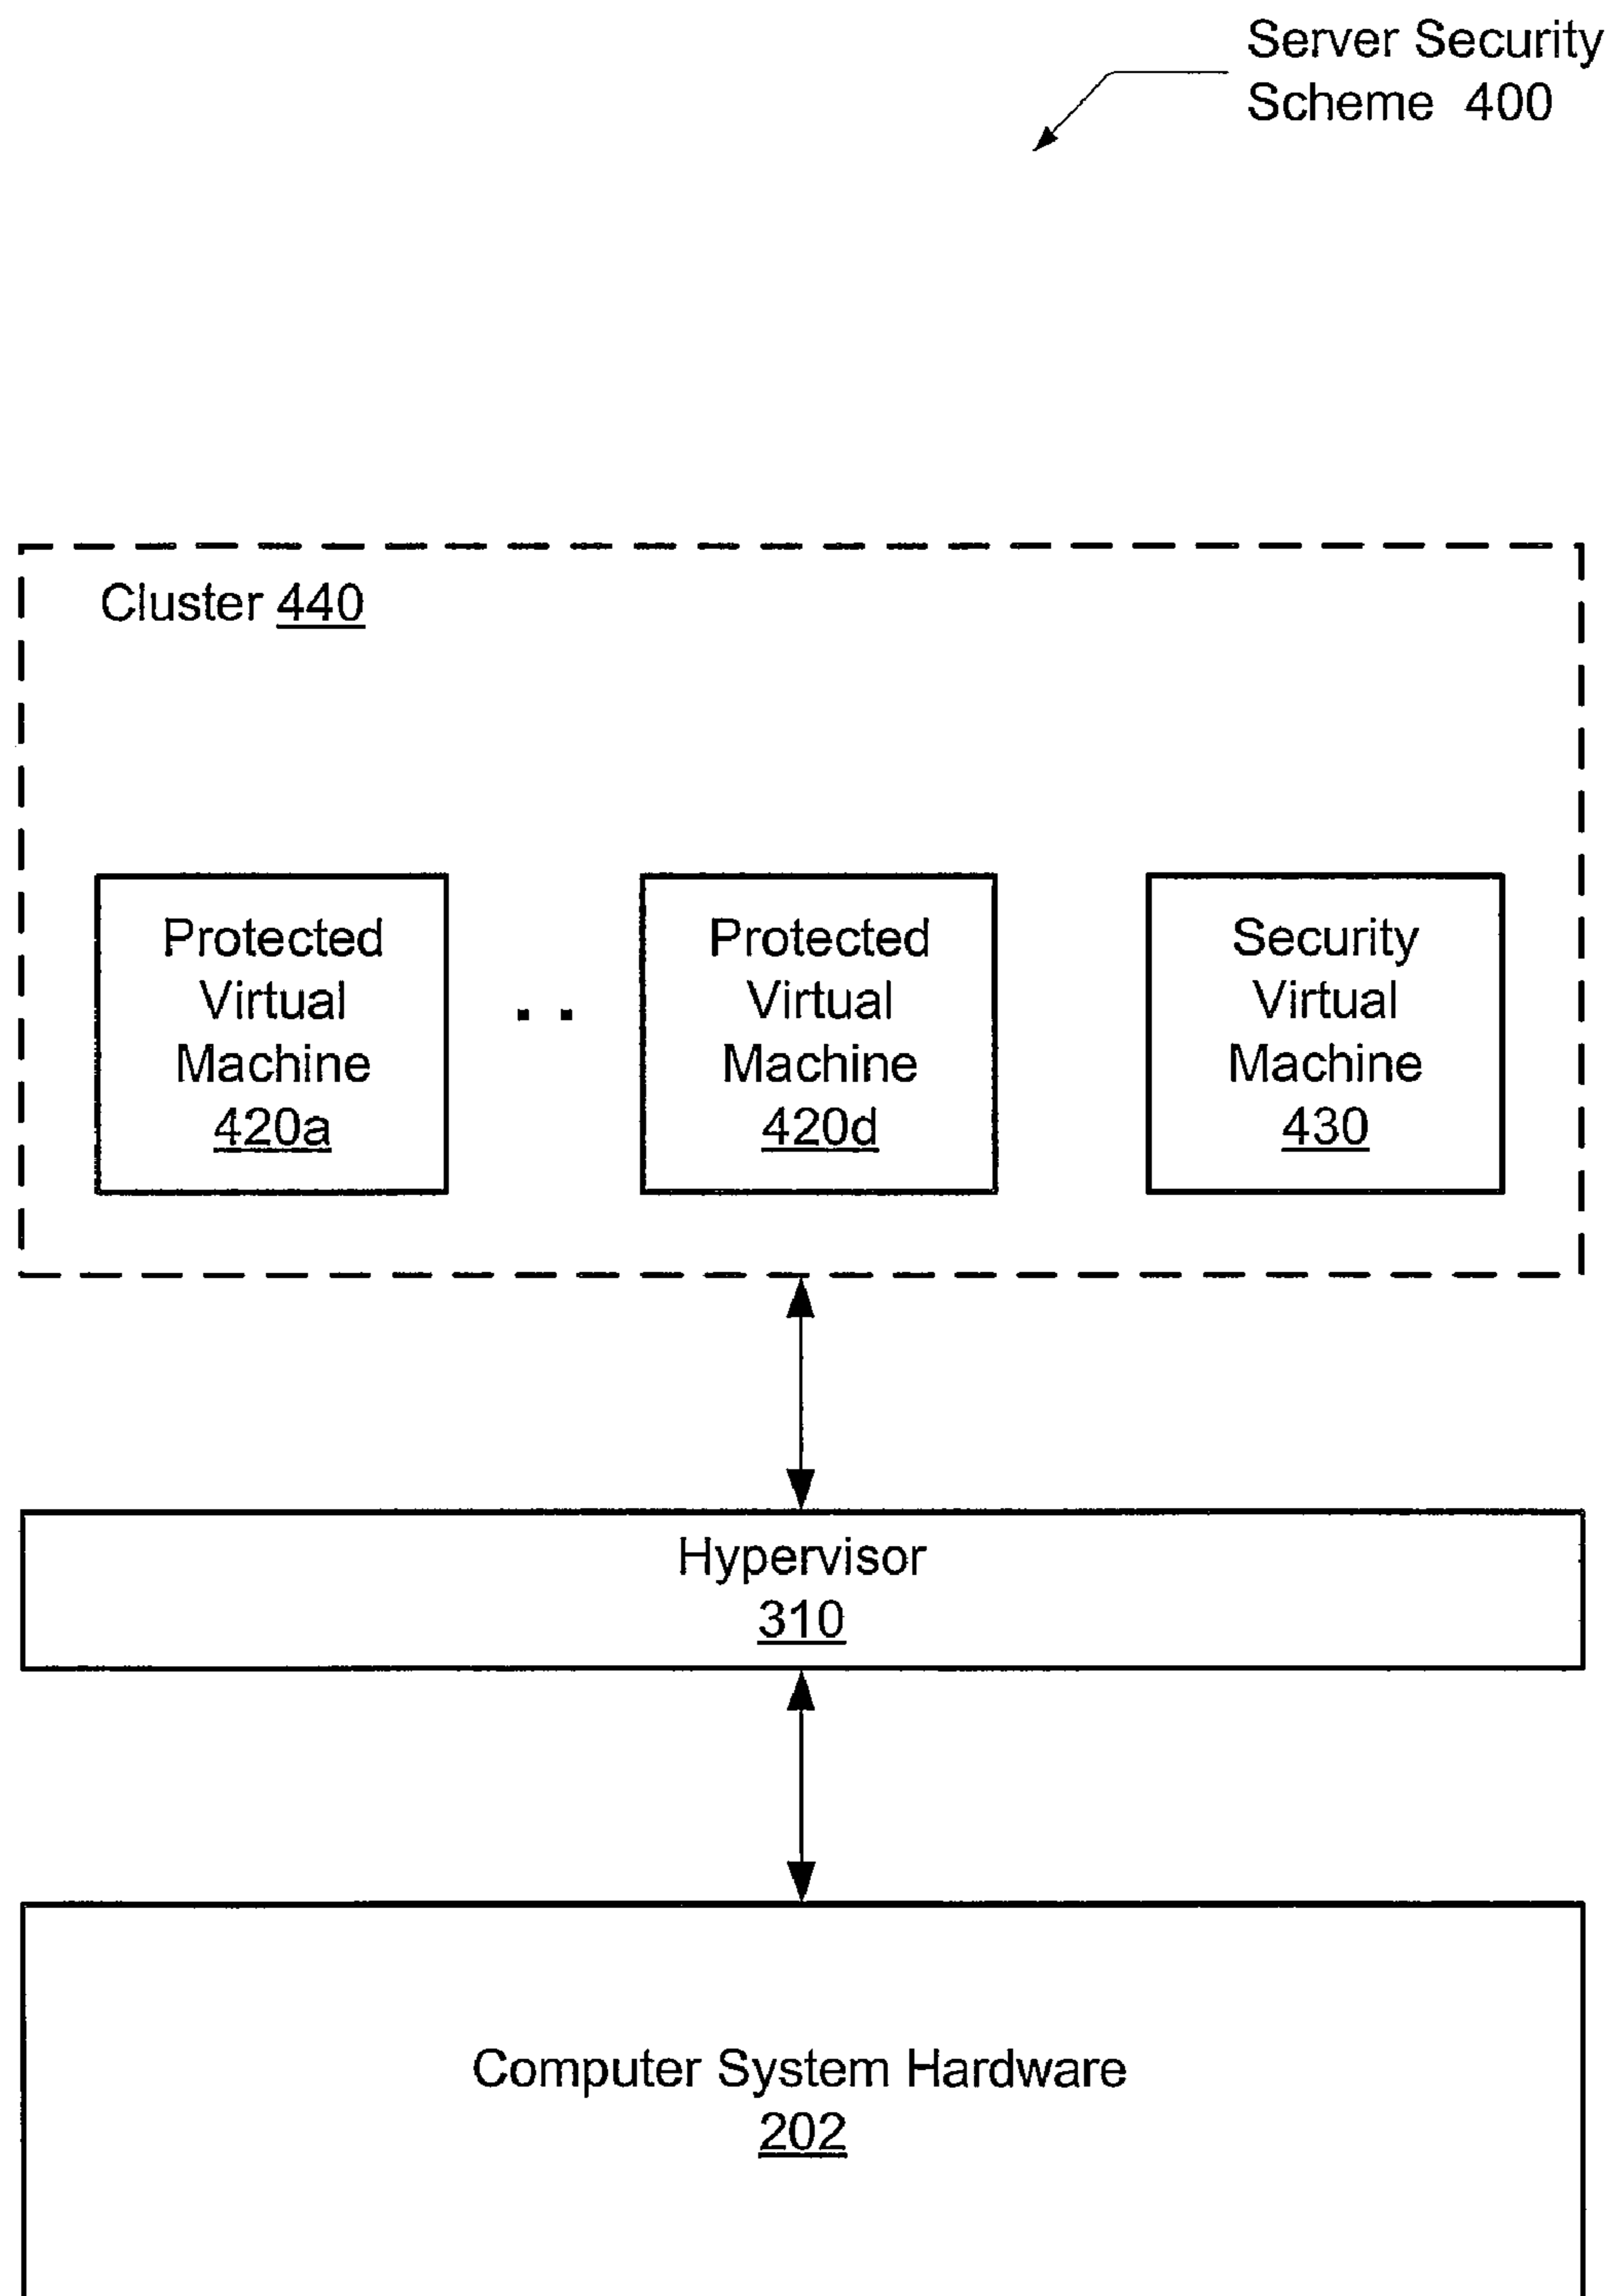 Server Security
Scheme 400
Cluster 440
Protected
Virtual
Machine
420a
. .
Protected
Virtual
Machine
420d
Security
Virtual
Machine
430
Hypervisor
310
Computer System Hardware
202